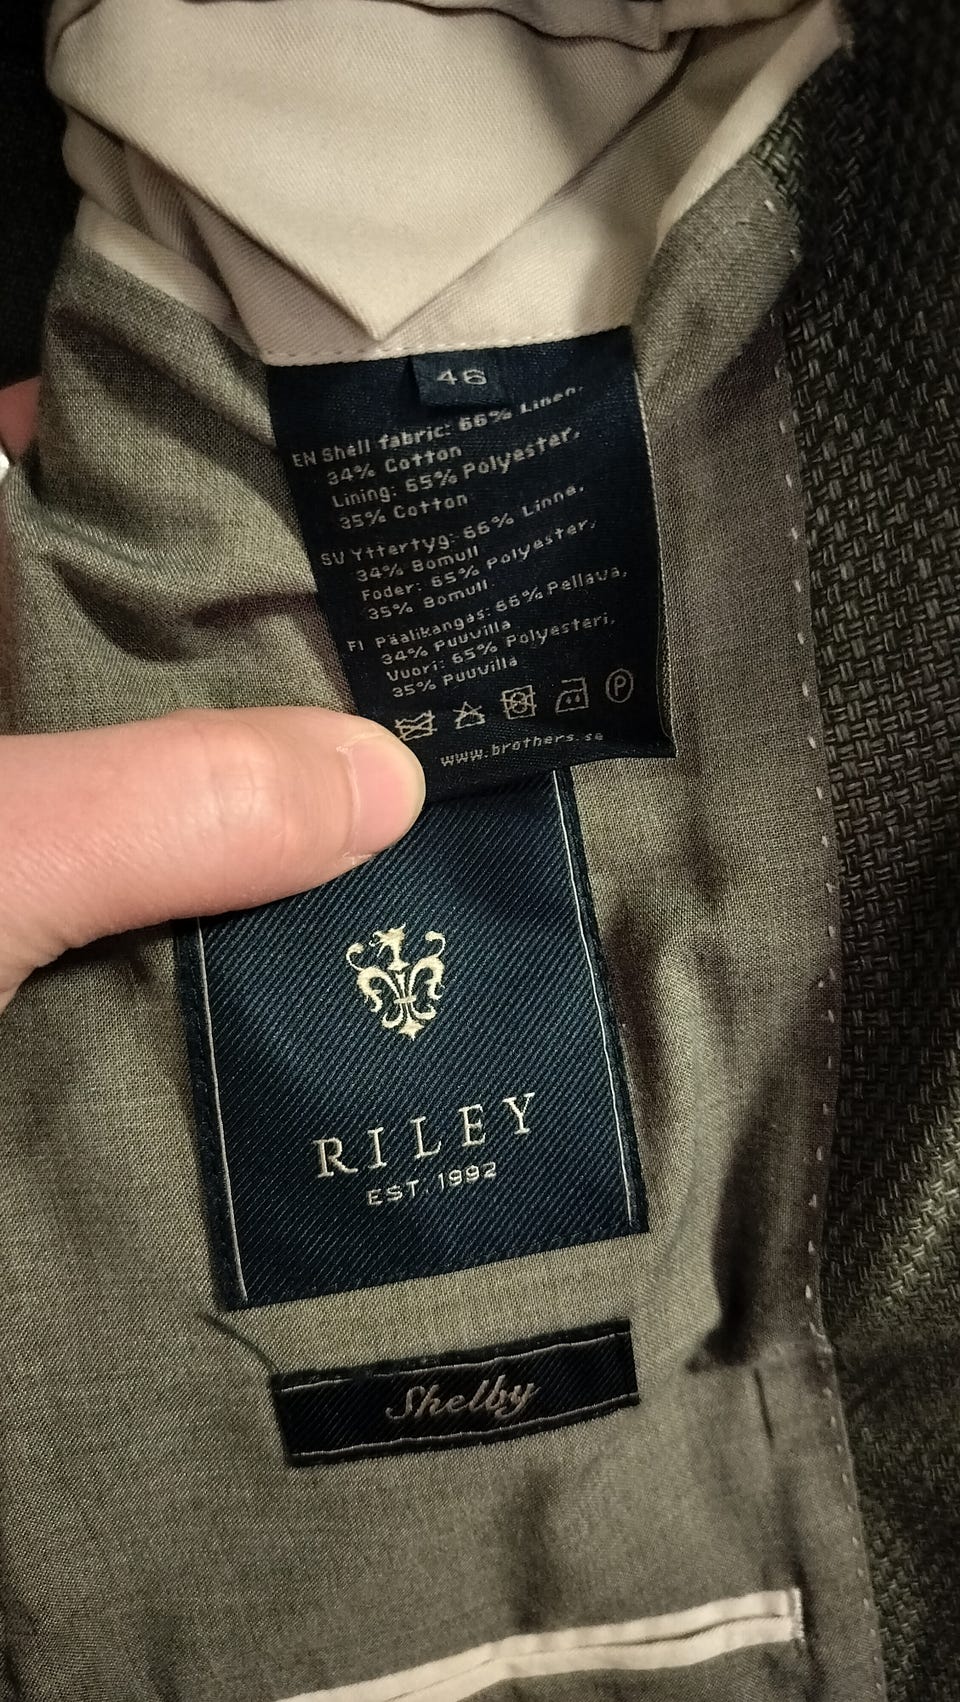 46
EN Shell fabric: 66% Linen,
34% Cotton
Lining: 65% Polyester,
35% Cotton
SV Yttertyg: 66% Linne,
34% Bomull
Foder: 65% Polyester,
35% Bomull
FI Päälikangas: 66% Pellava,
34% Puuvilla
Vuori: 65% Polyesteri,
35% Puuvilla
P
www.brothers.se
RILEY
EST. 1992
Shelby